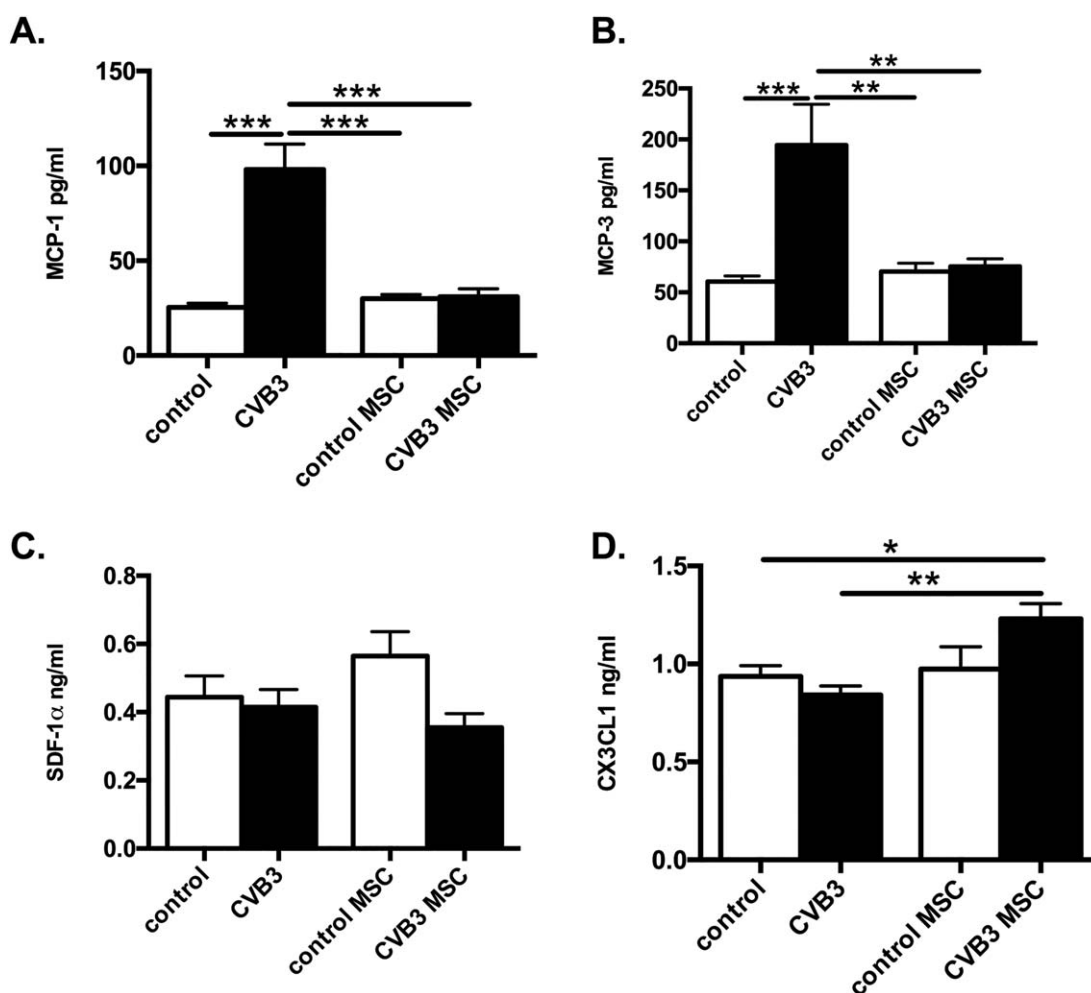 A.
MCP-1 pg/ml
150
100
50
0
***
***
***
control
CVB3
control MSC
CVB3 MSC
B.
MCP-3 pg/ml
250
200
150
100
50
0
**
***
**
control
CVB3
control MSC
CVB3 MSC
C.
SDF-1α ng/ml
0.8
0.6
0.4
0.2
0.0
control
CVB3
control MSC
CVB3 MSC
D.
CX3CL1 ng/ml
1.5
1.0
0.5
0.0
*
**
control
CVB3
control MSC
CVB3 MSC